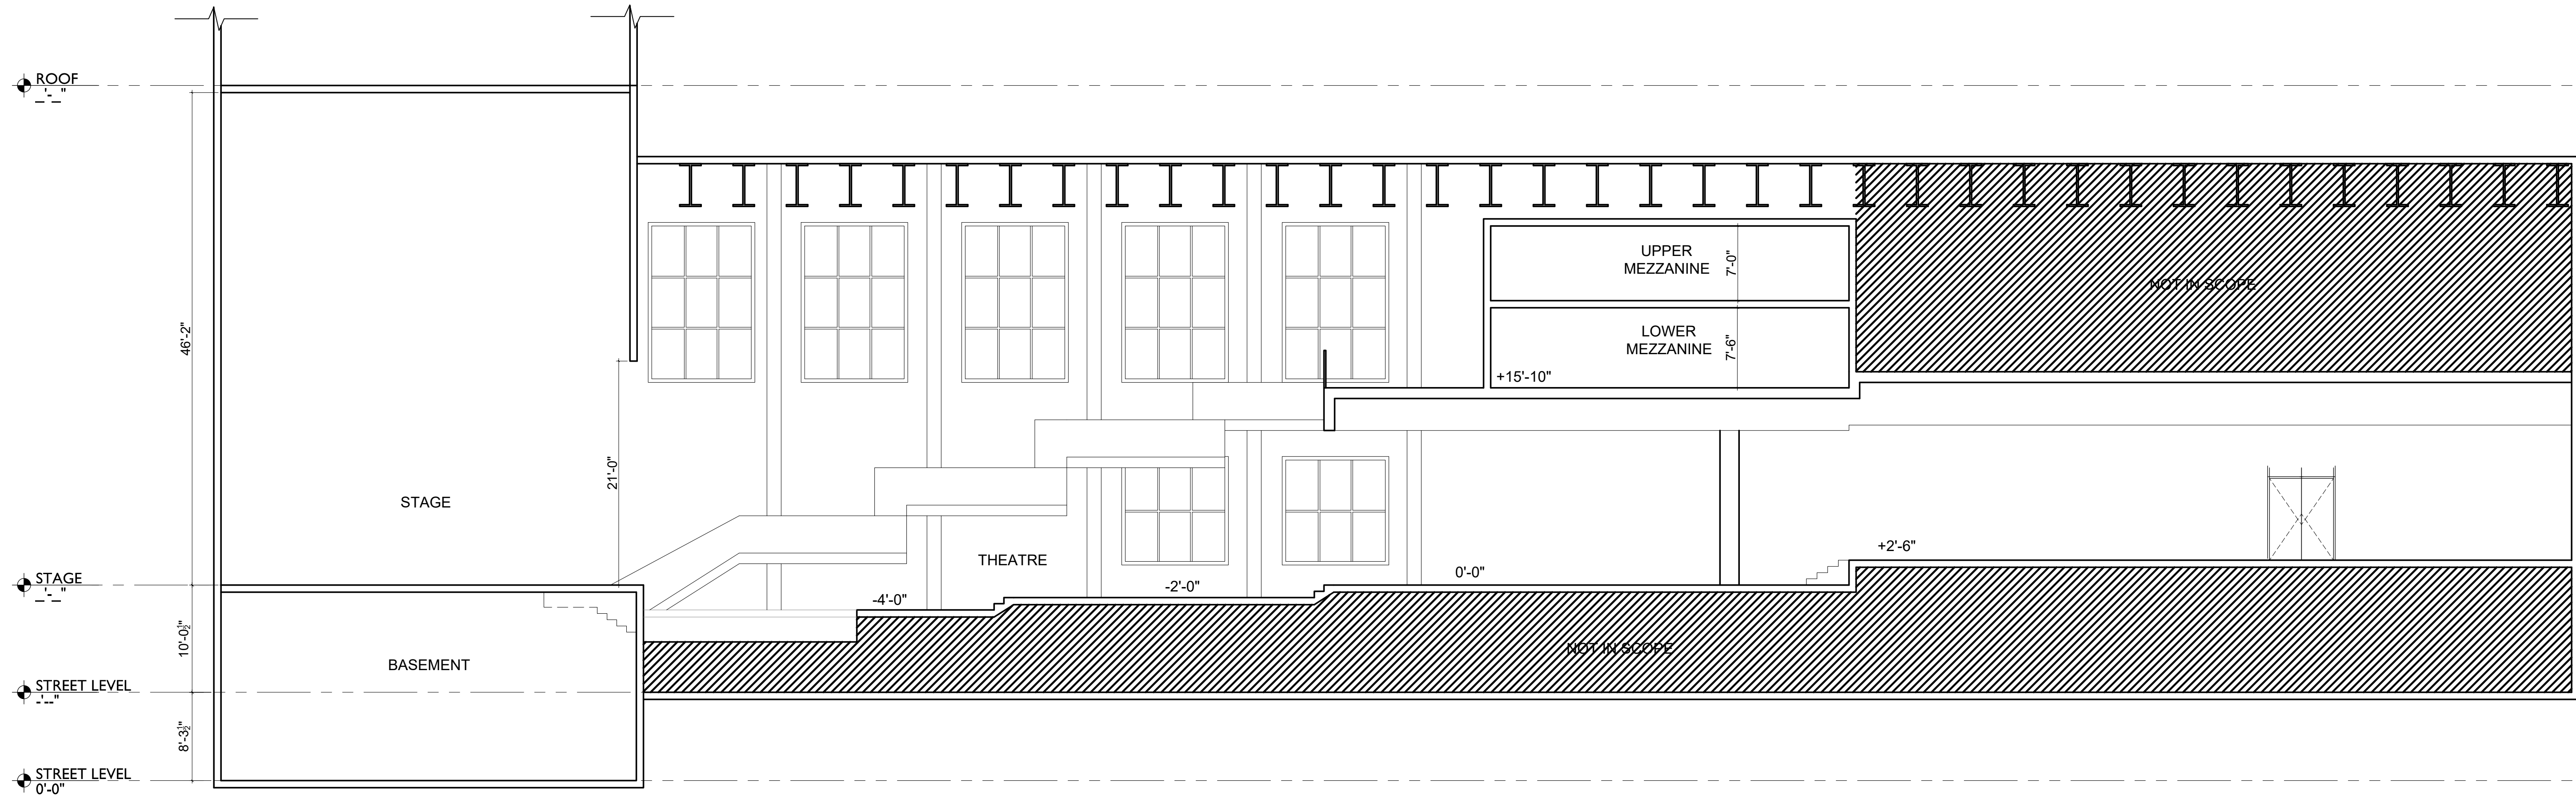 ROOF
_'-_"
UPPER
MEZZANINE
7'-0"
NOT IN SCOPE
46'-2"
LOWER
MEZZANINE
7'-6"
+15'-10"
21'-0"
STAGE
THEATRE
+2'-6"
0'-0"
STAGE
_'-_"
-2'-0"
-4'-0"
10'-0½"
BASEMENT
NOT IN SCOPE
STREET LEVEL
-'--"
8'-3½"
STREET LEVEL
0'-0"